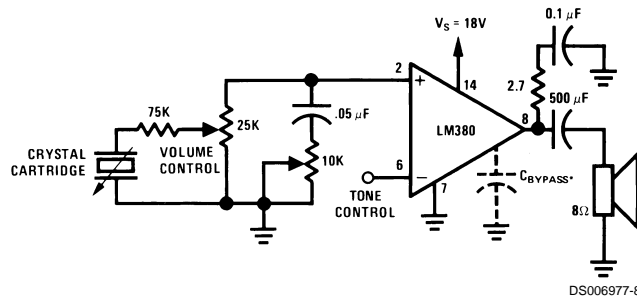 V_S = 18V
0.1 μF
2
+
14
2.7
500 μF
75K
25K
.05 μF
LM380
8
CRYSTAL
CARTRIDGE
VOLUME
CONTROL
10K
6
−
7
C_BYPASS*
TONE
CONTROL
8Ω
DS006977-8